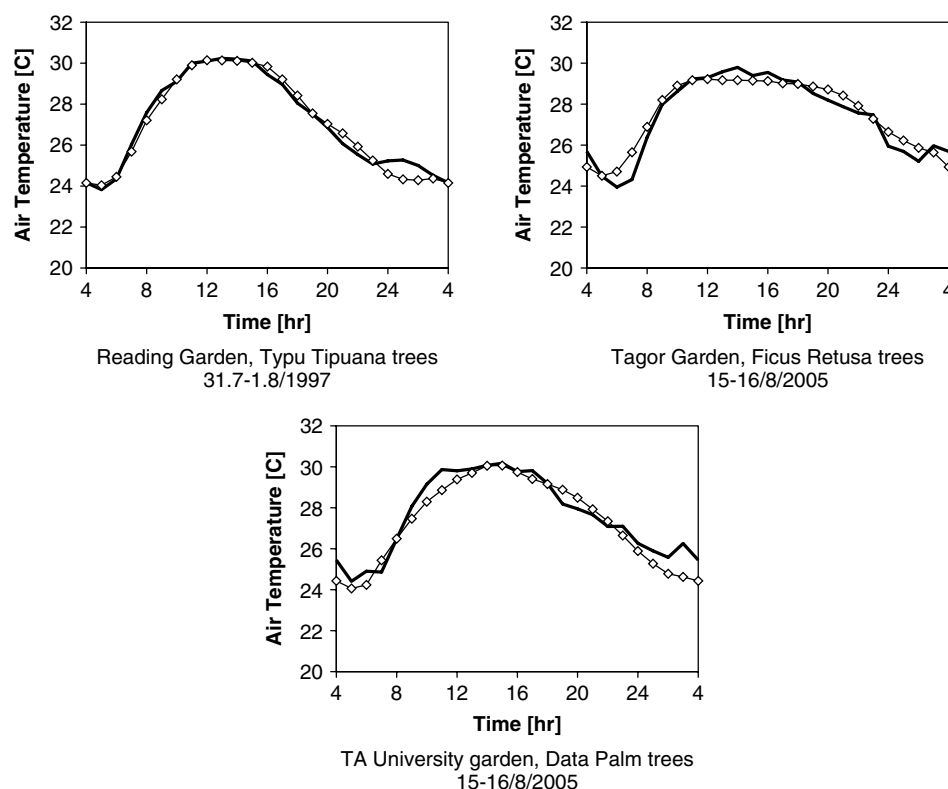 32
30
28
26
24
22
20
Air Temperature [C]
4 8 12 16 20 24 4
Time [hr]
Reading Garden, Typu Tipuana trees
31.7-1.8/1997
32
30
28
26
24
22
20
Air Temperature [C]
4 8 12 16 20 24 4
Time [hr]
Tagor Garden, Ficus Retusa trees
15-16/8/2005
32
30
28
26
24
22
20
Air Temperature [C]
4 8 12 16 20 24 4
Time [hr]
TA University garden, Data Palm trees
15-16/8/2005